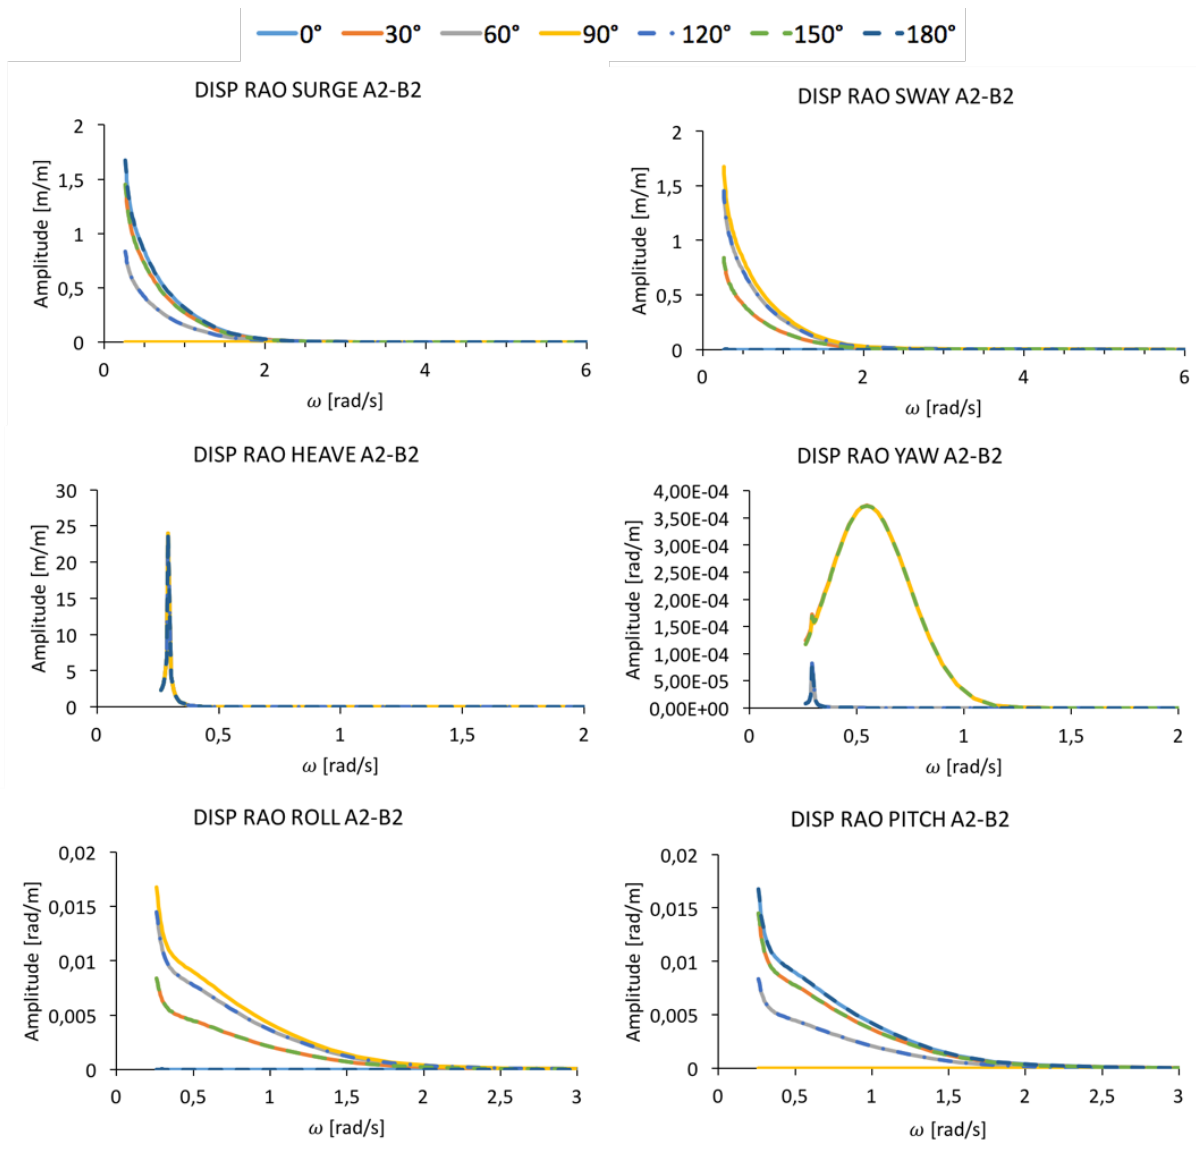 0° 30° 60° 90° 120° 150° 180°
DISP RAO SURGE A2-B2
Amplitude [m/m]
2
1,5
1
0,5
0
0 2 4 6
ω [rad/s]
DISP RAO SWAY A2-B2
Amplitude [m/m]
2
1,5
1
0,5
0
0 2 4 6
ω [rad/s]
DISP RAO HEAVE A2-B2
Amplitude [m/m]
30
25
20
15
10
5
0
0 0,5 1 1,5 2
ω [rad/s]
DISP RAO YAW A2-B2
Amplitude [rad/m]
4,00E-04
3,50E-04
3,00E-04
2,50E-04
2,00E-04
1,50E-04
1,00E-04
5,00E-05
0,00E+00
0 0,5 1 1,5 2
ω [rad/s]
DISP RAO ROLL A2-B2
Amplitude [rad/m]
0,02
0,015
0,01
0,005
0
0 0,5 1 1,5 2 2,5 3
ω [rad/s]
DISP RAO PITCH A2-B2
Amplitude [rad/m]
0,02
0,015
0,01
0,005
0
0 0,5 1 1,5 2 2,5 3
ω [rad/s]